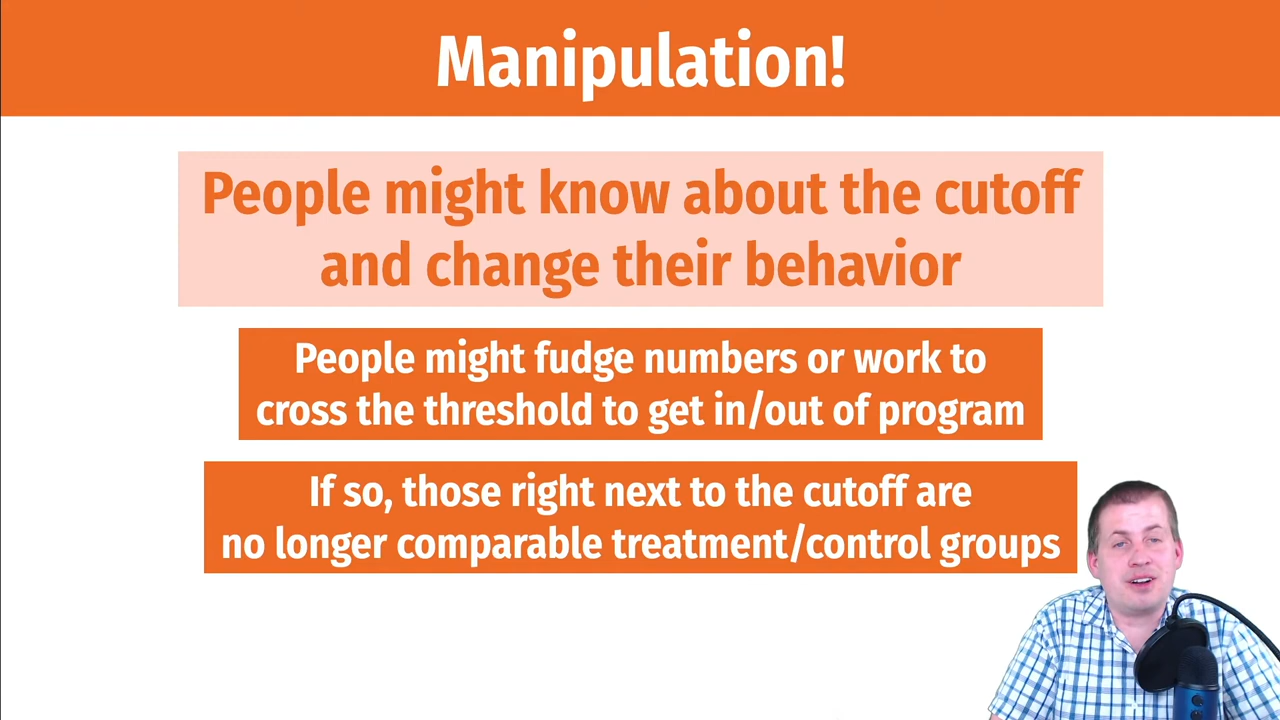 Manipulation!
People might know about the cutoff
and change their behavior
People might fudge numbers or work to
cross the threshold to get in/out of program
If so, those right next to the cutoff are
no longer comparable treatment/control groups